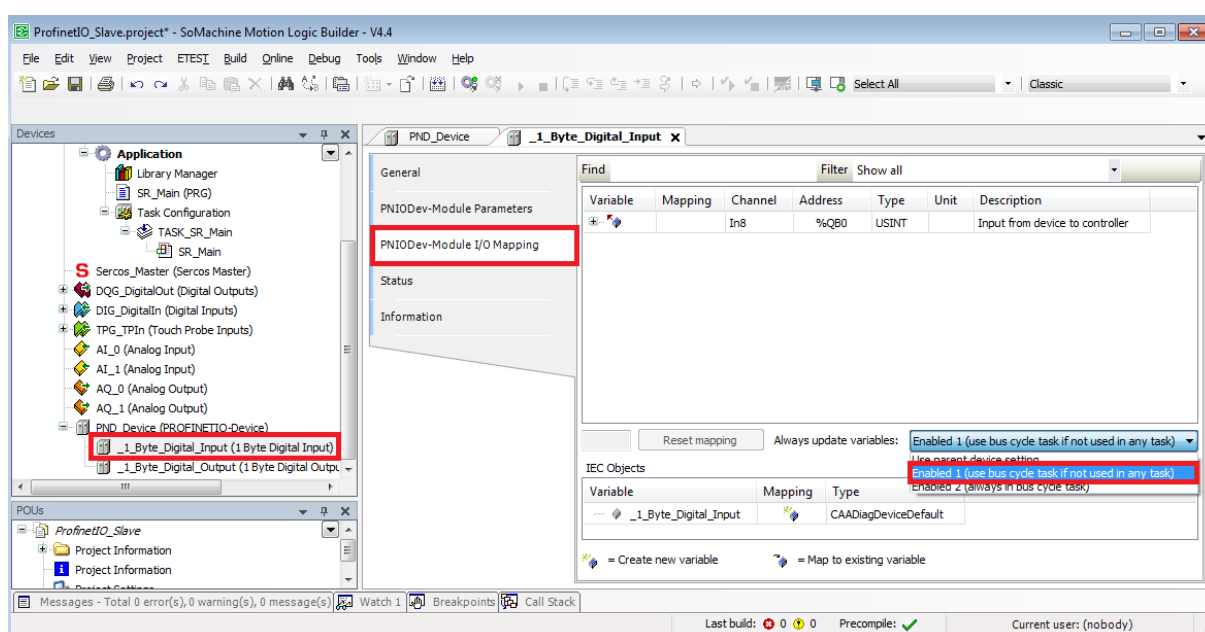 ProfinetIO_Slave.project* - SoMachine Motion Logic Builder - V4.4
File Edit View Project ETEST Build Online Debug Tools Window Help
Select All Classic
Devices
Application
Library Manager
SR_Main (PRG)
Task Configuration
TASK_SR_Main
SR_Main
Sercos_Master (Sercos Master)
DQG_DigitalOut (Digital Outputs)
DIG_DigitalIn (Digital Inputs)
TPG_TPIn (Touch Probe Inputs)
AI_0 (Analog Input)
AI_1 (Analog Input)
AQ_0 (Analog Output)
AQ_1 (Analog Output)
PND_Device (PROFINETIO-Device)
_1_Byte_Digital_Input (1 Byte Digital Input)
_1_Byte_Digital_Output (1 Byte Digital Outpu
POUs
ProfinetIO_Slave
Project Information
Project Information
Project Settings
PND_Device _1_Byte_Digital_Input
General
PNIODev-Module Parameters
PNIODev-Module I/O Mapping
Status
Information
Find Filter Show all
Variable Mapping Channel Address Type Unit Description
In8 %QB0 USINT Input from device to controller
Reset mapping Always update variables: Enabled 1 (use bus cycle task if not used in any task)
Use parent device setting
Enabled 1 (use bus cycle task if not used in any task)
Enabled 2 (always in bus cycle task)
IEC Objects
Variable Mapping Type
_1_Byte_Digital_Input CAADiagDeviceDefault
= Create new variable = Map to existing variable
Messages - Total 0 error(s), 0 warning(s), 0 message(s) Watch 1 Breakpoints Call Stack
Last build: 0 0 Precompile: Current user: (nobody)